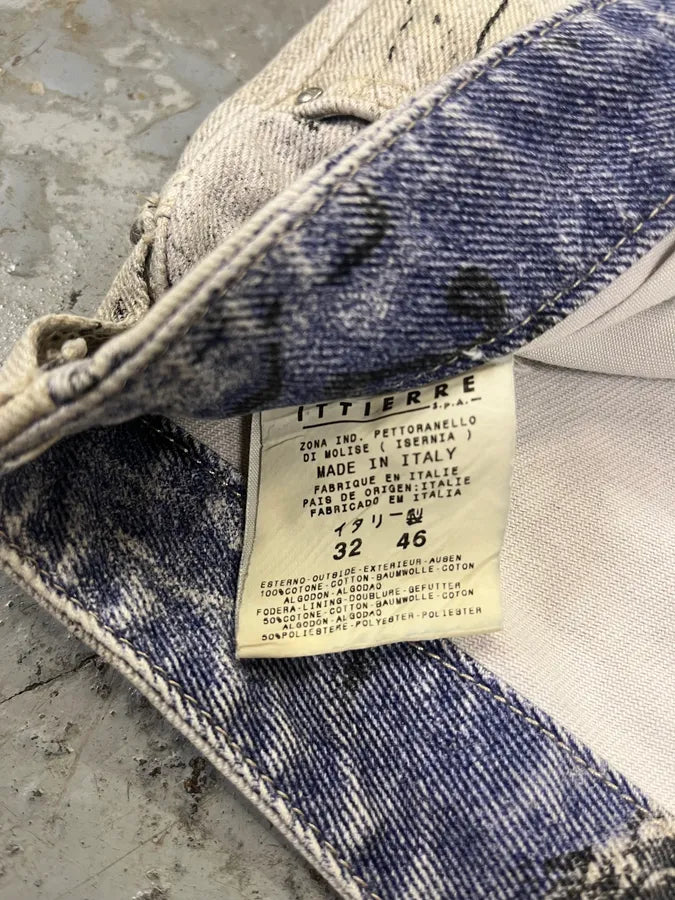 ITTIERRE
S.p.A.
ZONA IND. PETTORANELLO
DI MOLISE ( ISERNIA )
MADE IN ITALY
FABRIQUE EN ITALIE
PAIS DE ORIGEN:ITALIE
FABRICADO EM ITALIA
イタリー製
32 46
ESTERNO-OUTSIDE-EXTERIEUR-AUßEN
100%COTONE-COTTON-BAUMWOLLE-COTON
ALGODON-ALGODAO
FODERA-LINING-DOUBLURE-GEFUTTER
50%COTONE-COTTON-BAUMWOLLE-COTON
ALGODON-ALGODAO
50%POLIESTERE-POLYESTER-POLIESTER